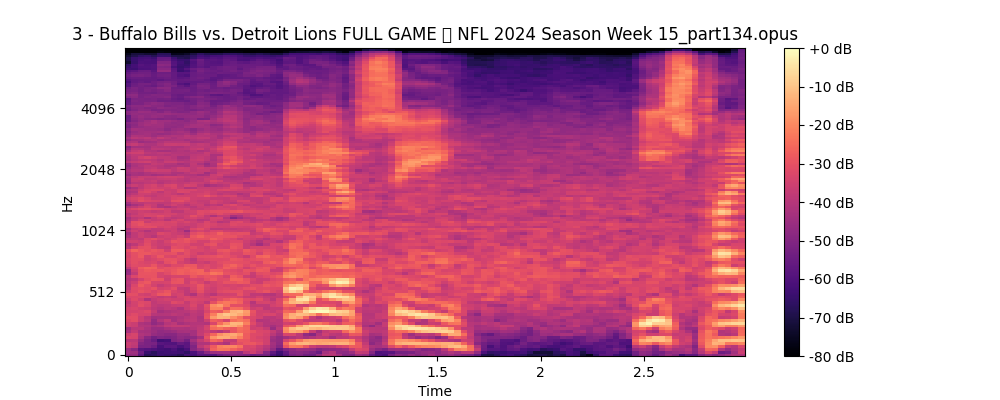 3 - Buffalo Bills vs. Detroit Lions FULL GAME ▯ NFL 2024 Season Week 15_part134.opus
+0 dB
4096
-10 dB
-20 dB
2048
-30 dB
Hz
1024
-40 dB
-50 dB
512
-60 dB
-70 dB
0
-80 dB
0
0.5
1
1.5
2
2.5
Time